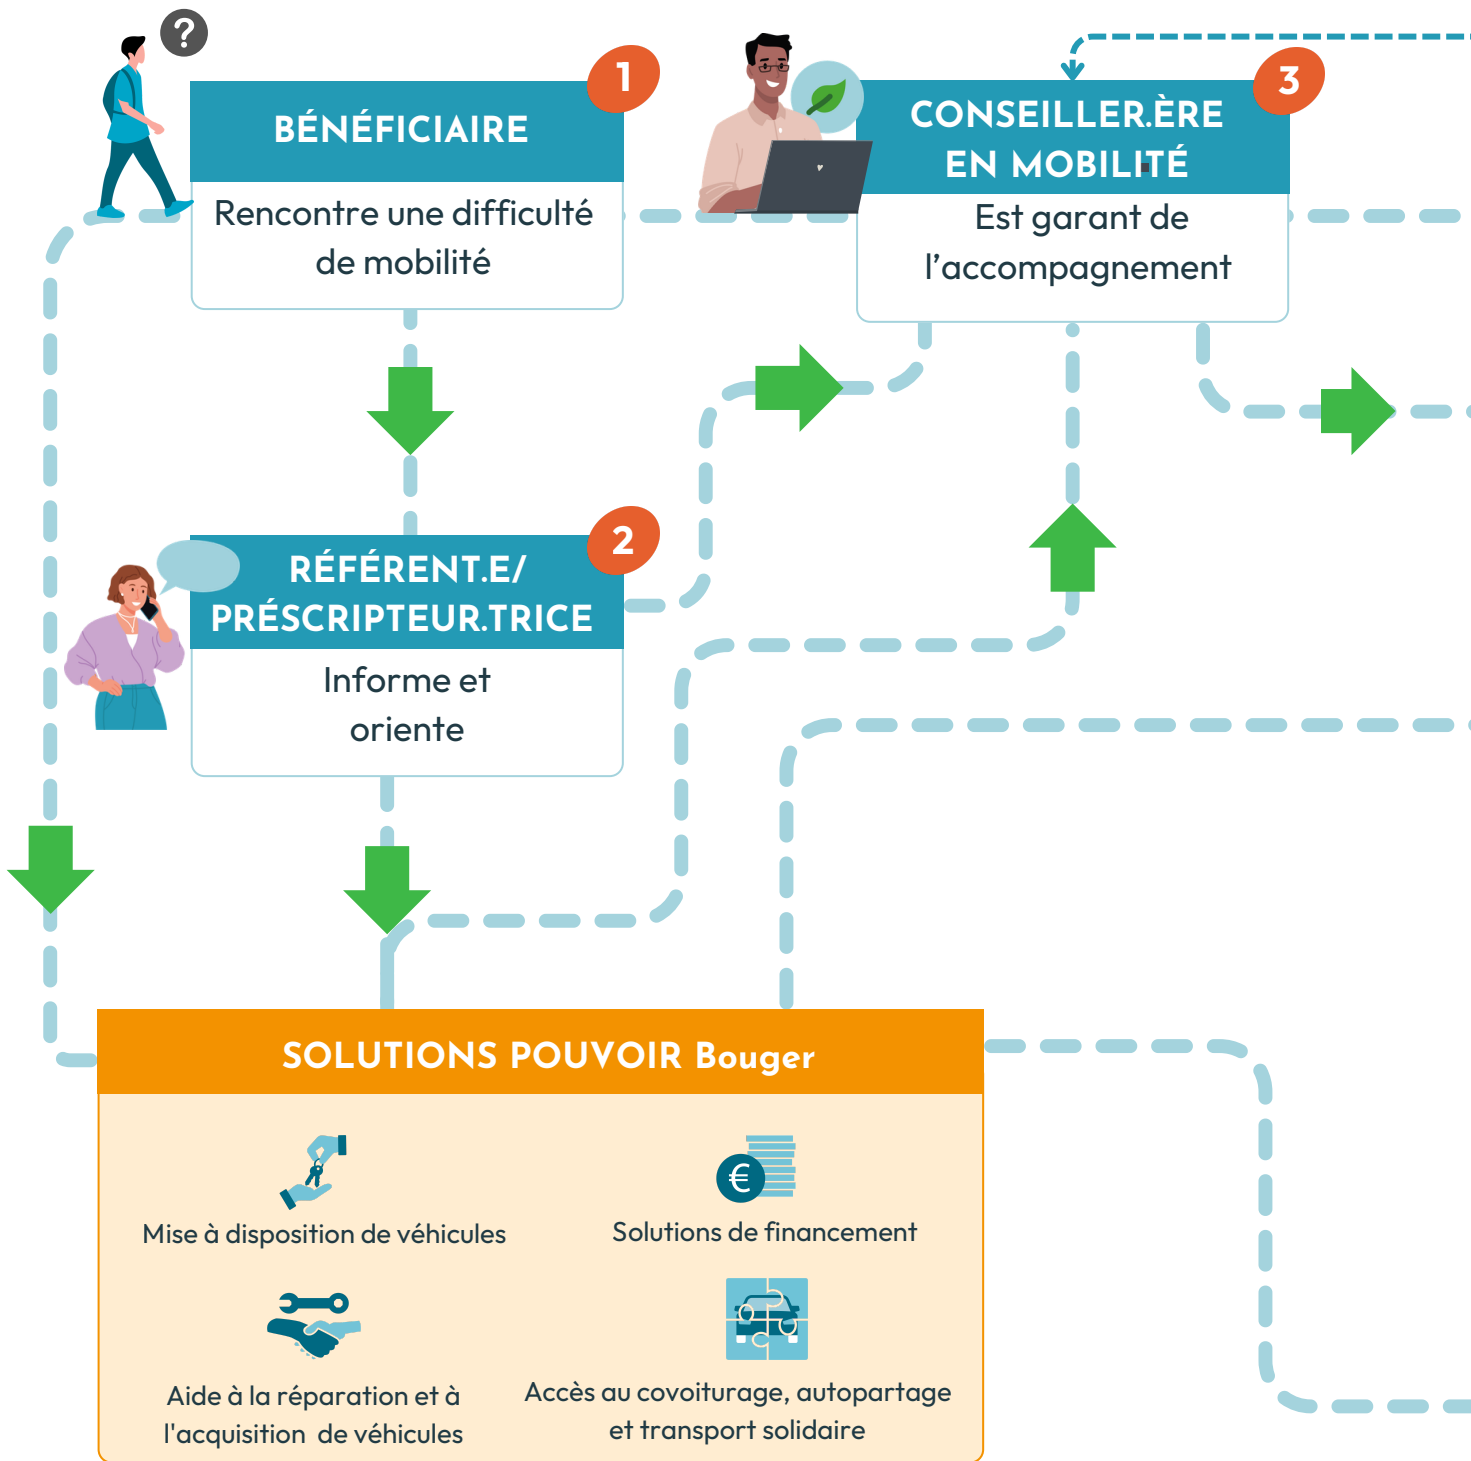 ?
1
BÉNÉFICIAIRE
Rencontre une difficulté
de mobilité
3
CONSEILLER.ÈRE
EN MOBILITÉ
Est garant de
l’accompagnement
2
RÉFÉRENT.E/
PRÉSCRIPTEUR.TRICE
Informe et
oriente
SOLUTIONS POUVOIR Bouger
Mise à disposition de véhicules
€
Solutions de financement
Aide à la réparation et à
l'acquisition de véhicules
Accès au covoiturage, autopartage
et transport solidaire